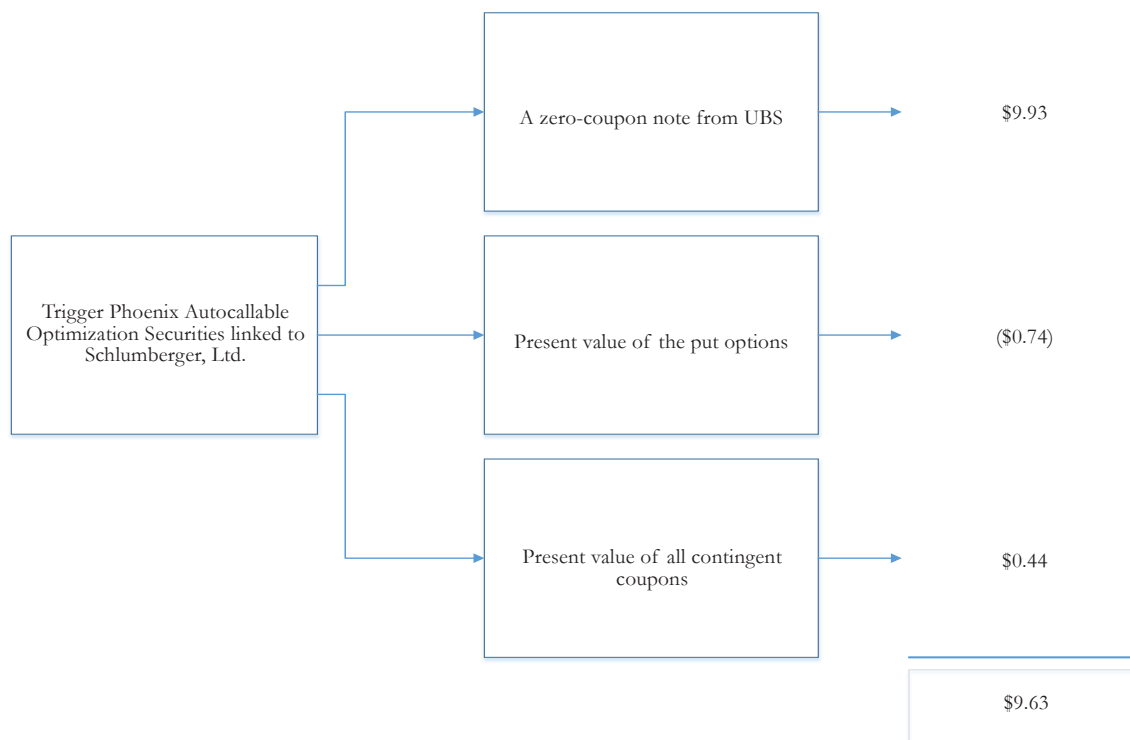 A zero-coupon note from UBS
$9.93
Trigger Phoenix Autocallable
Optimization Securities linked to
Schlumberger, Ltd.
Present value of the put options
($0.74)
Present value of all contingent
coupons
$0.44
$9.63